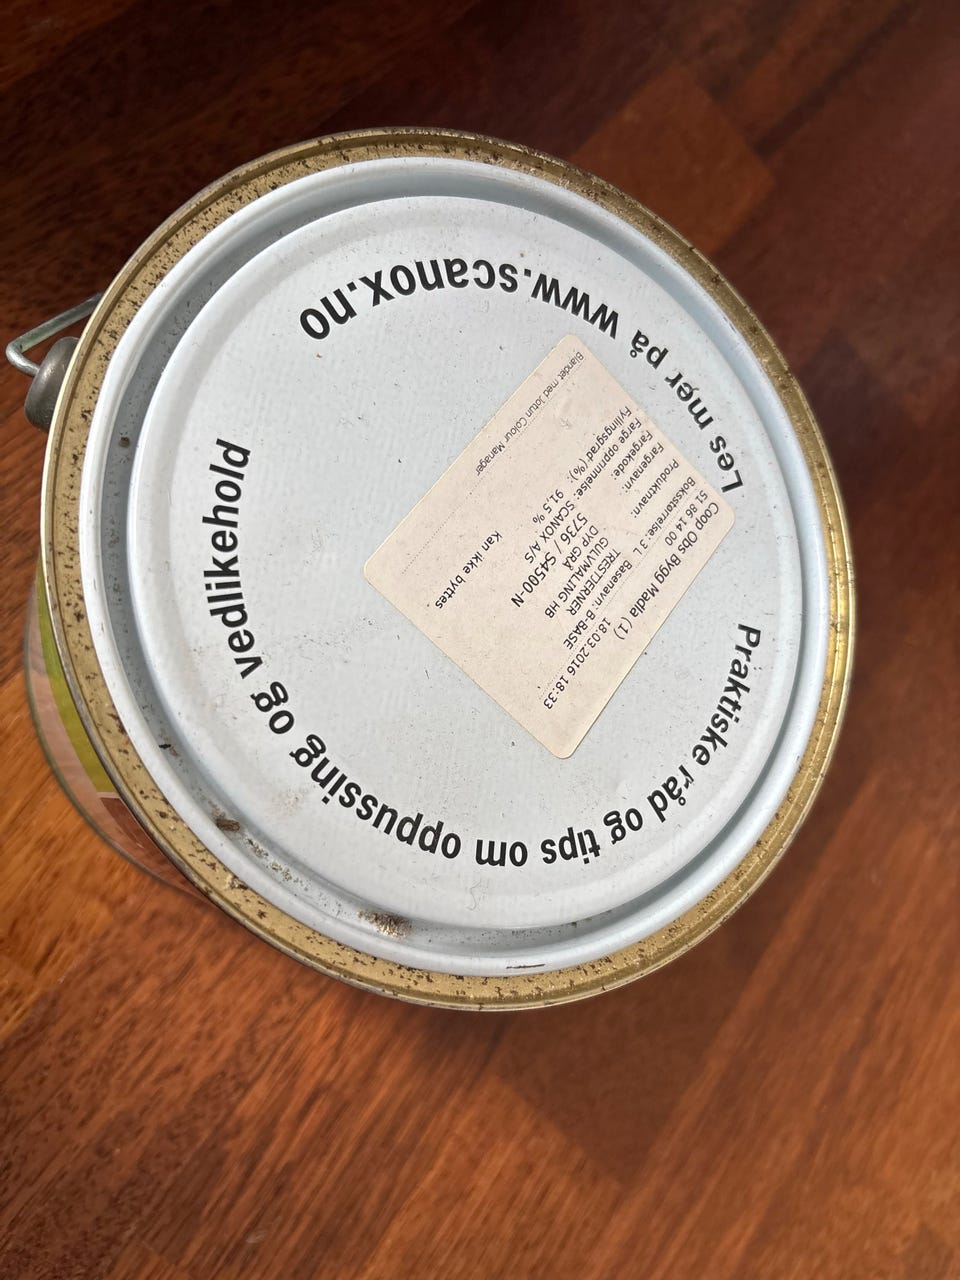 Praktiske råd og tips om oppussing og vedlikehold
Les mer på www.scanox.no
Coop Obs Bygg Madla (1)
51 86 14 00
18.03.2016 18:33
Boksstørrelse: 3 L
Basenavn: B-BASE
Produktnavn: TRESTJERNER
GULVMALING HB
Fargenavn: DYP GRÅ
Fargekode: 5736 / S4500-N
Farge opprinnelse: SCANOX A/S
Fyllingsgrad (%): 91,5 %
Kan ikke byttes
Blandet med Jotun Colour Manager